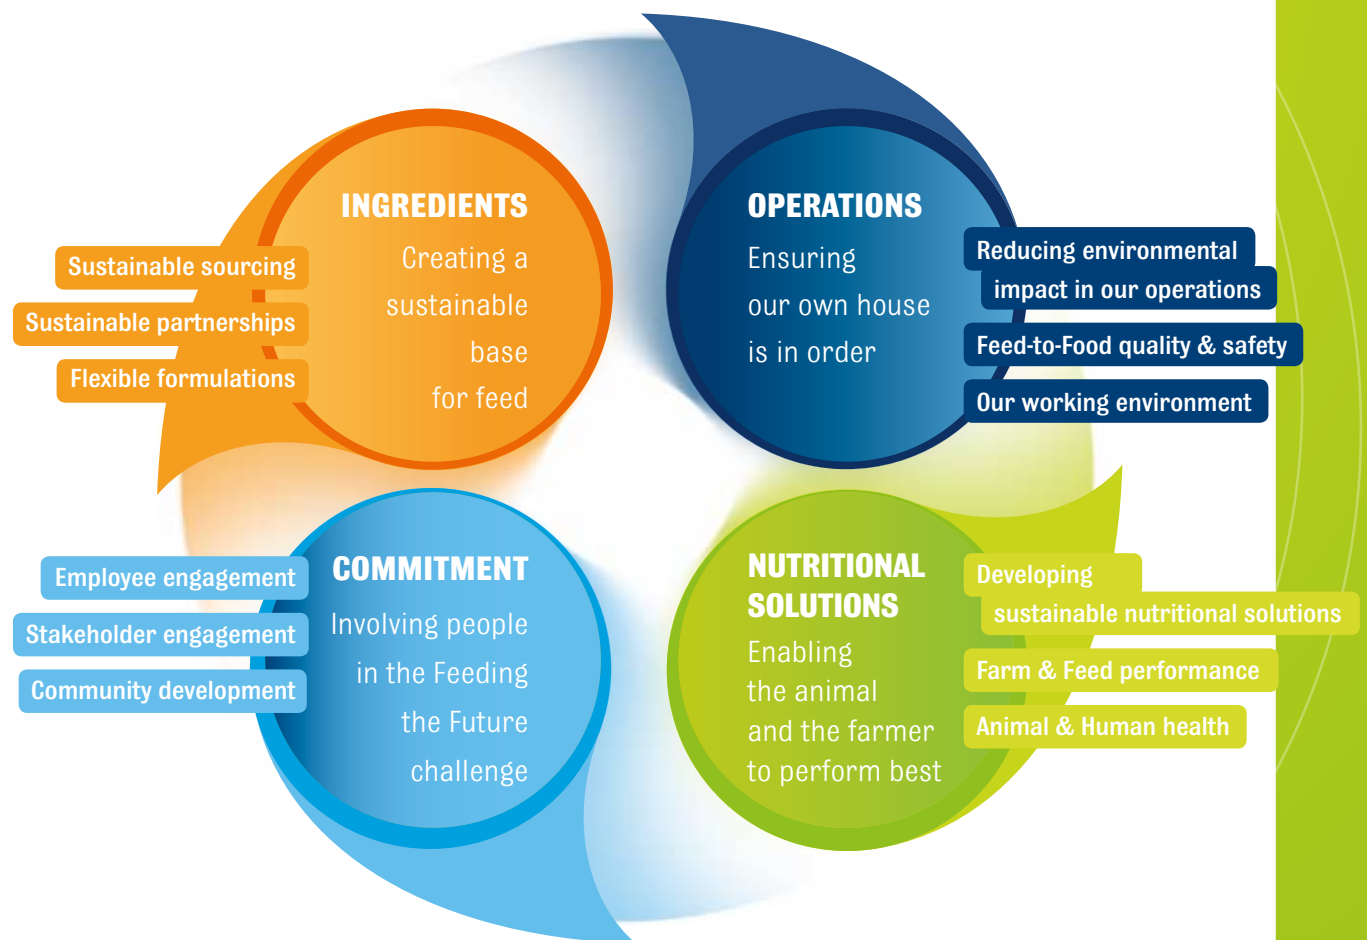 INGREDIENTS
Creating a
sustainable
base
for feed
Sustainable sourcing
Sustainable partnerships
Flexible formulations
OPERATIONS
Ensuring
our own house
is in order
Reducing environmental
impact in our operations
Feed-to-Food quality & safety
Our working environment
COMMITMENT
Involving people
in the Feeding
the Future
challenge
Employee engagement
Stakeholder engagement
Community development
NUTRITIONAL
SOLUTIONS
Enabling
the animal
and the farmer
to perform best
Developing
sustainable nutritional solutions
Farm & Feed performance
Animal & Human health